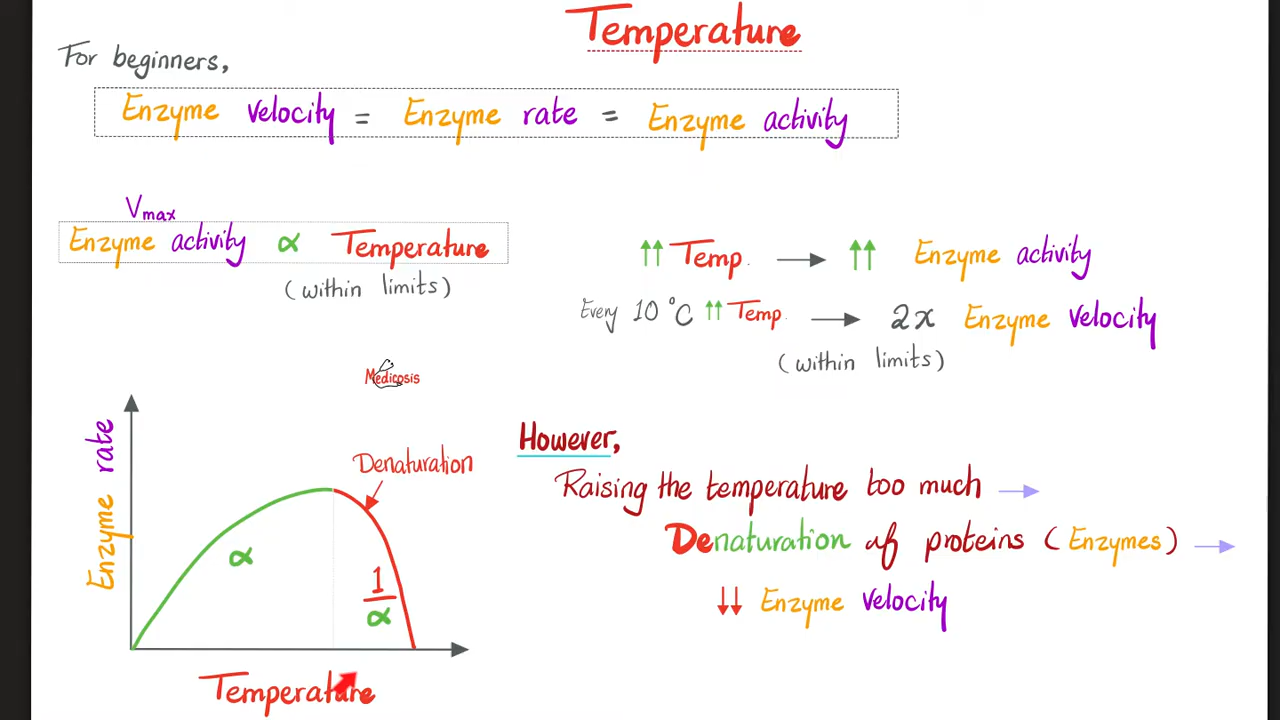 Temperature
For beginners,
Enzyme velocity = Enzyme rate = Enzyme activity
Vmax
Enzyme activity α Temperature
(within limits)
↑↑ Temp. → ↑↑ Enzyme activity
Every 10 °C ↑↑ Temp. → 2x Enzyme velocity
(within limits)
Medicosis
Enzyme rate
Denaturation
α
1/α
Temperature
However,
Raising the temperature too much →
Denaturation of proteins (Enzymes) →
↓↓ Enzyme velocity